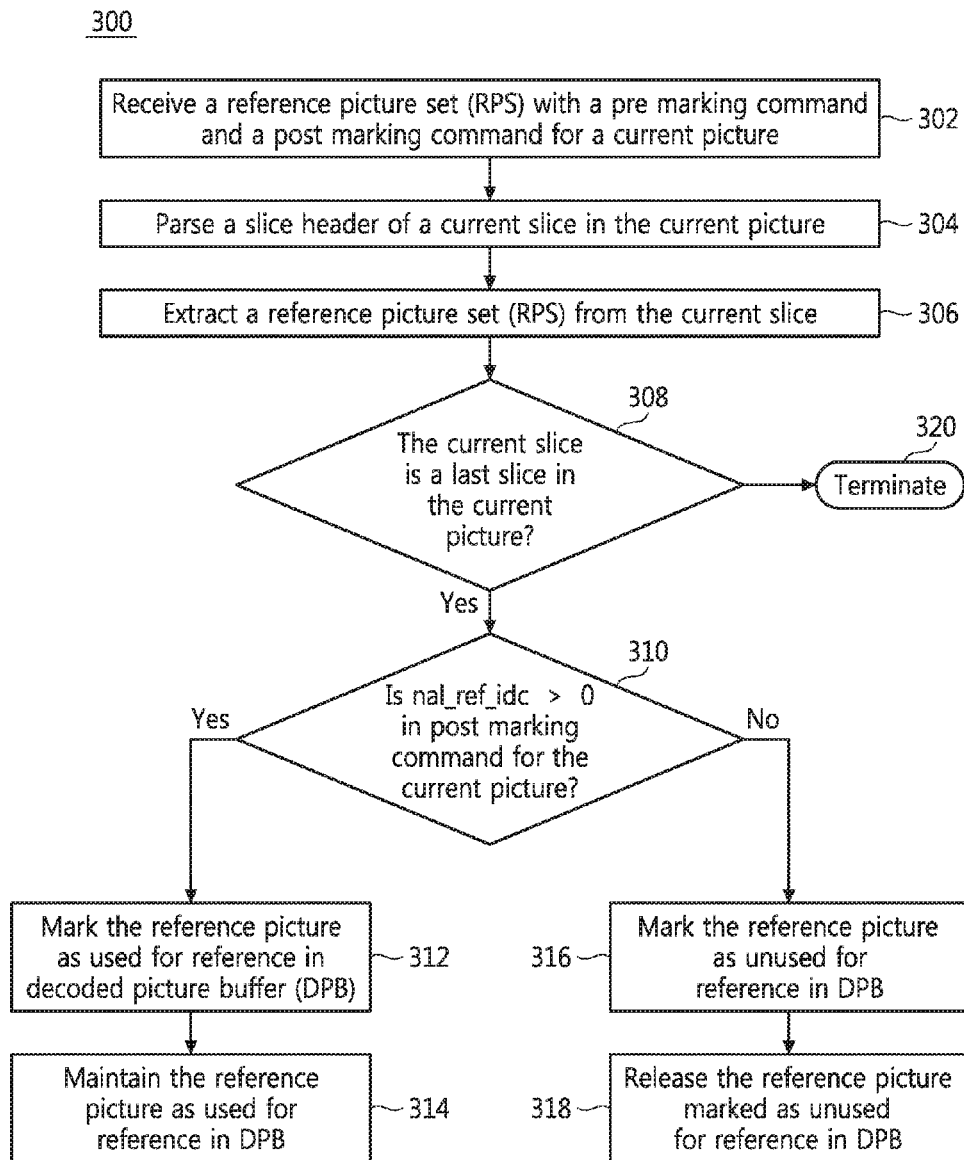 300
Receive a reference picture set (RPS) with a pre marking command
and a post marking command for a current picture
302
Parse a slice header of a current slice in the current picture
304
Extract a reference picture set (RPS) from the current slice
306
308
The current slice
is a last slice in
the current
picture?
320
Terminate
Yes
310
Is nal_ref_idc > 0
in post marking
command for the
current picture?
Yes
No
Mark the reference picture
as used for reference in
decoded picture buffer (DPB)
312
316
Mark the reference picture
as unused for
reference in DPB
Maintain the reference
picture as used for
reference in DPB
314
318
Release the reference picture
marked as unused
for reference in DPB